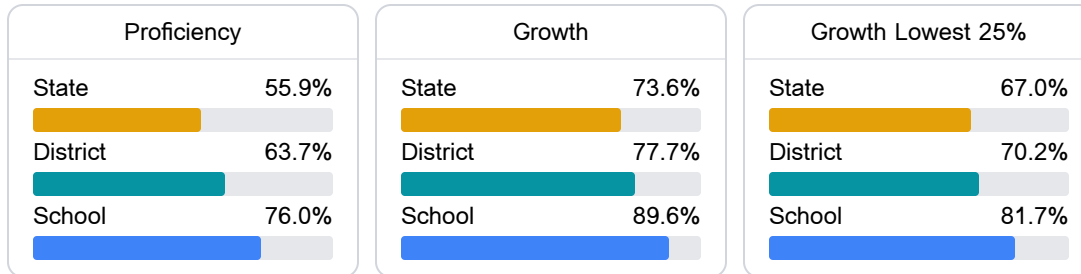 Proficiency
State 55.9%
District 63.7%
School 76.0%
Growth
State 73.6%
District 77.7%
School 89.6%
Growth Lowest 25%
State 67.0%
District 70.2%
School 81.7%